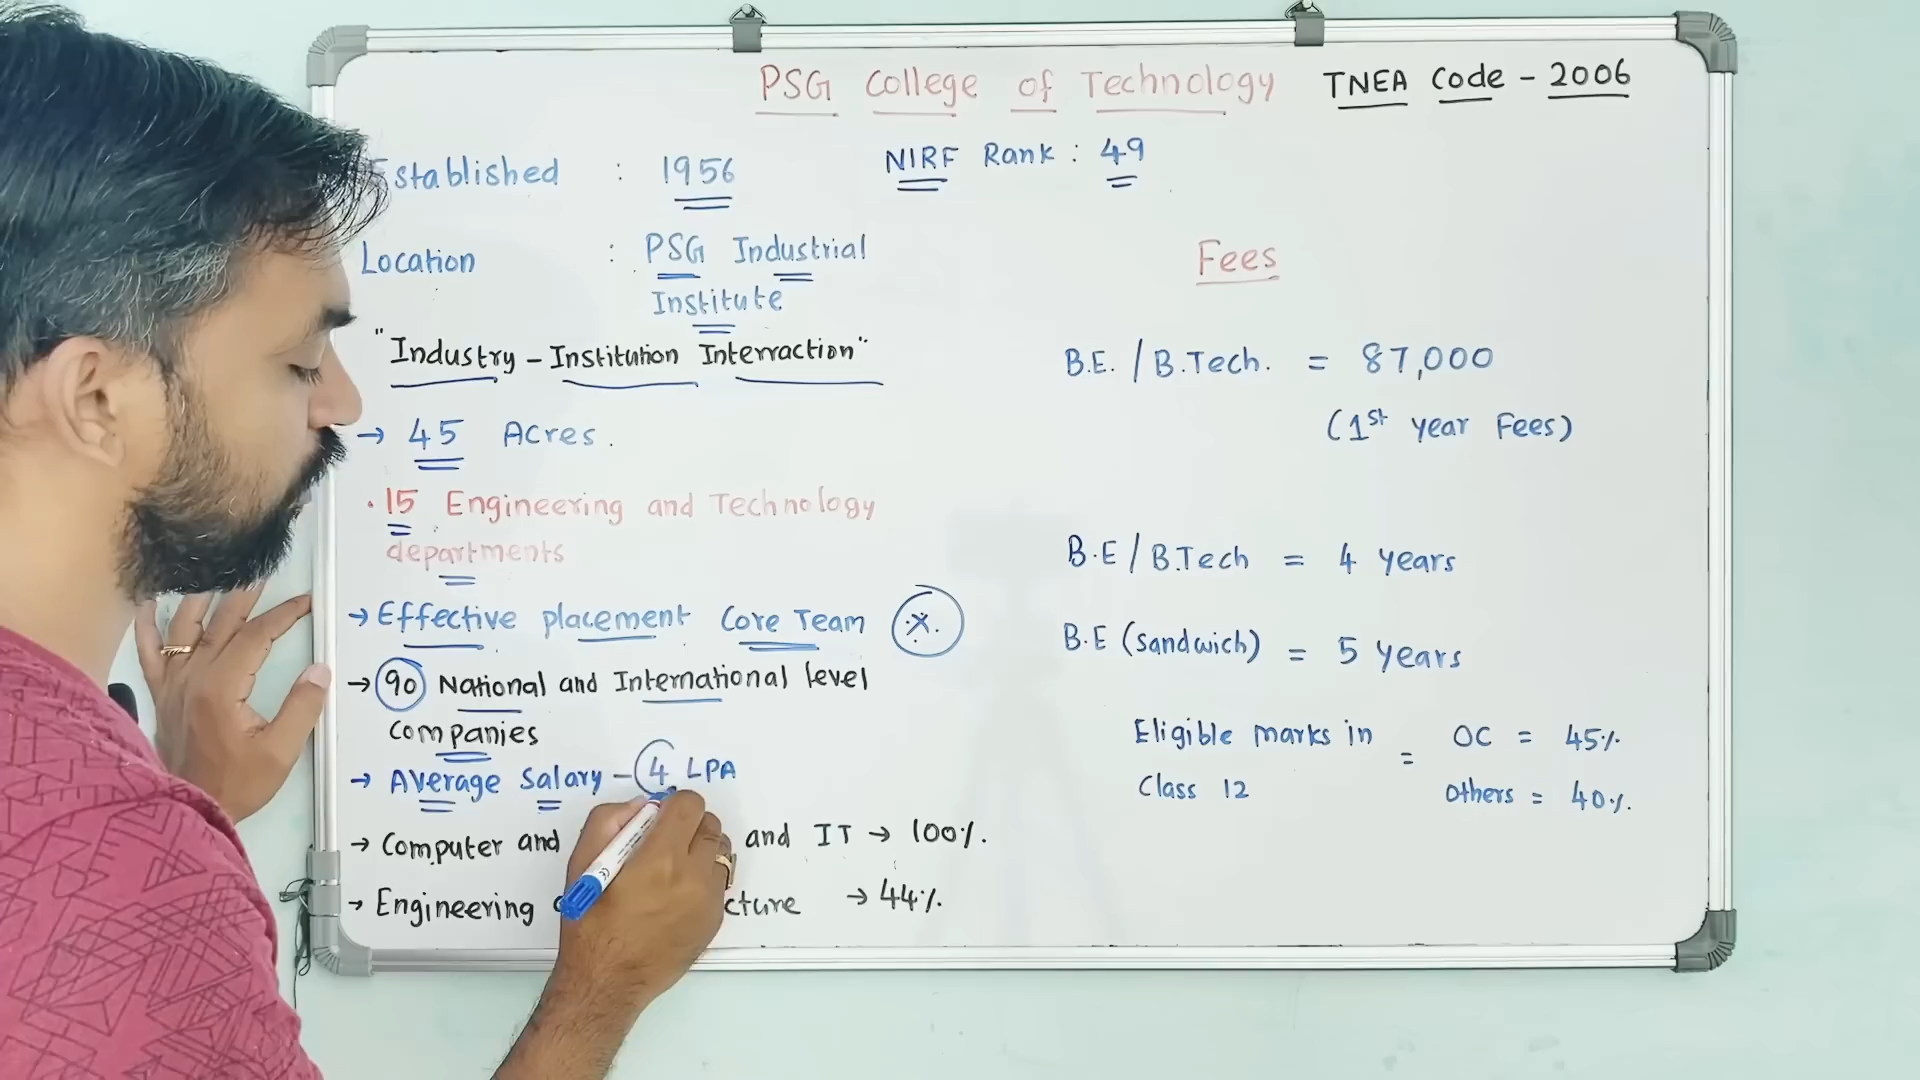 PSG College of Technology TNEA Code - 2006
Established : 1956
NIRF Rank : 49
Location : PSG Industrial
Institute
"Industry - Institution Interraction"
→ 45 Acres.
. 15 Engineering and Technology
departments
→ Effective placement Core Team
→ 90 National and International level
Companies
→ Average Salary - 4 LPA
→ Computer and and IT → 100%.
→ Engineering cture → 44%.
Fees
B.E. / B.Tech. = 87,000
(1st year Fees)
B.E / B.Tech = 4 years
B.E (sandwich) = 5 years
Eligible marks in
Class 12
= OC = 45%
Others = 40%.